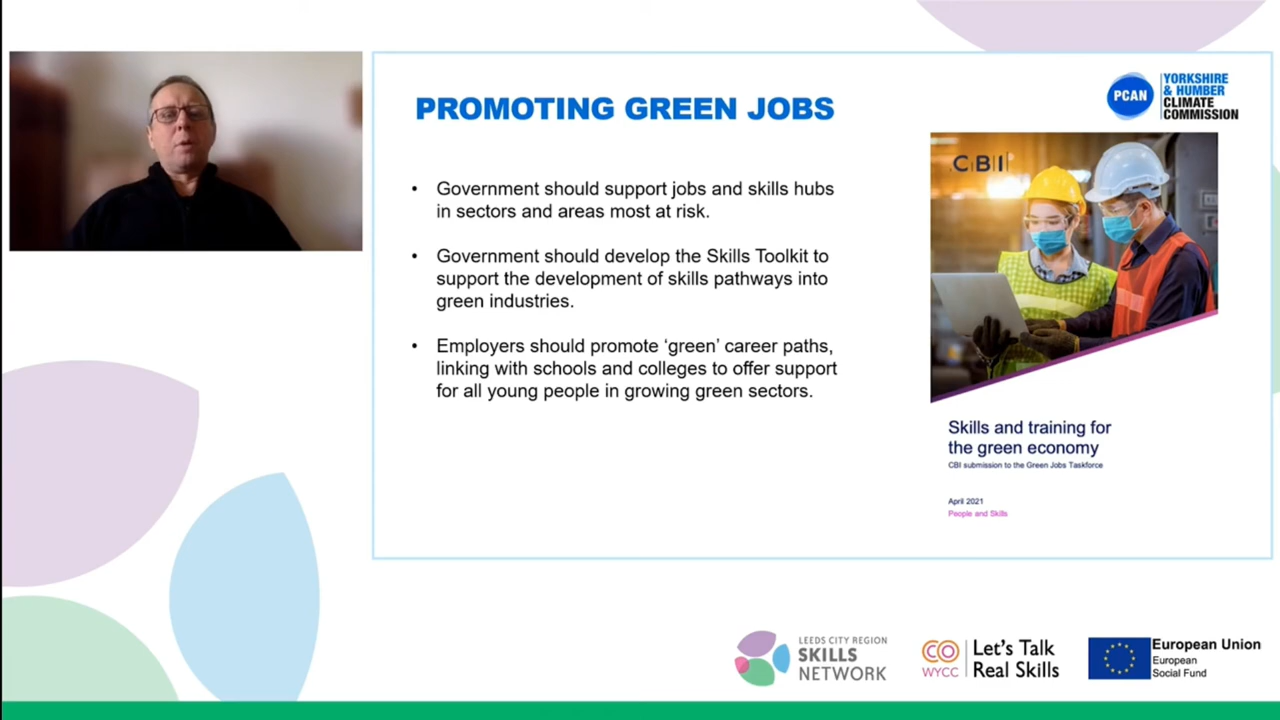 PROMOTING GREEN JOBS
PCAN
YORKSHIRE
& HUMBER
CLIMATE
COMMISSION
• Government should support jobs and skills hubs
in sectors and areas most at risk.
• Government should develop the Skills Toolkit to
support the development of skills pathways into
green industries.
• Employers should promote ‘green’ career paths,
linking with schools and colleges to offer support
for all young people in growing green sectors.
CBI
Skills and training for
the green economy
CBI submission to the Green Jobs Taskforce
April 2021
People and Skills
LEEDS CITY REGION
SKILLS
NETWORK
CO
WYCC
Let's Talk
Real Skills
European Union
European
Social Fund